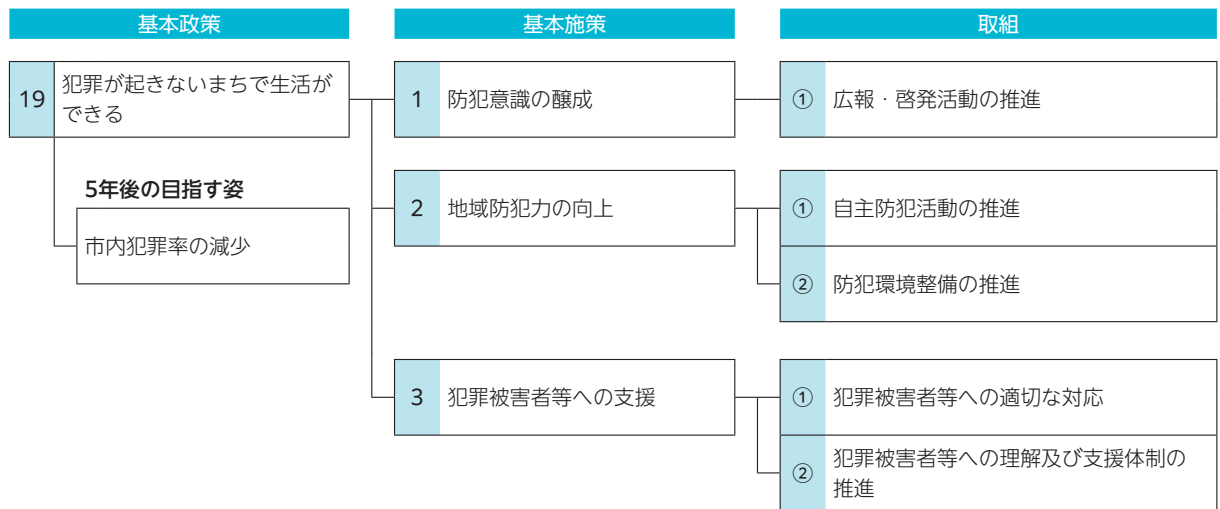 基本政策
基本施策
取組
19
犯罪が起きないまちで生活が
できる
5年後の目指す姿
市内犯罪率の減少
1
防犯意識の醸成
①
広報・啓発活動の推進
2
地域防犯力の向上
①
自主防犯活動の推進
②
防犯環境整備の推進
3
犯罪被害者等への支援
①
犯罪被害者等への適切な対応
②
犯罪被害者等への理解及び支援体制の
推進